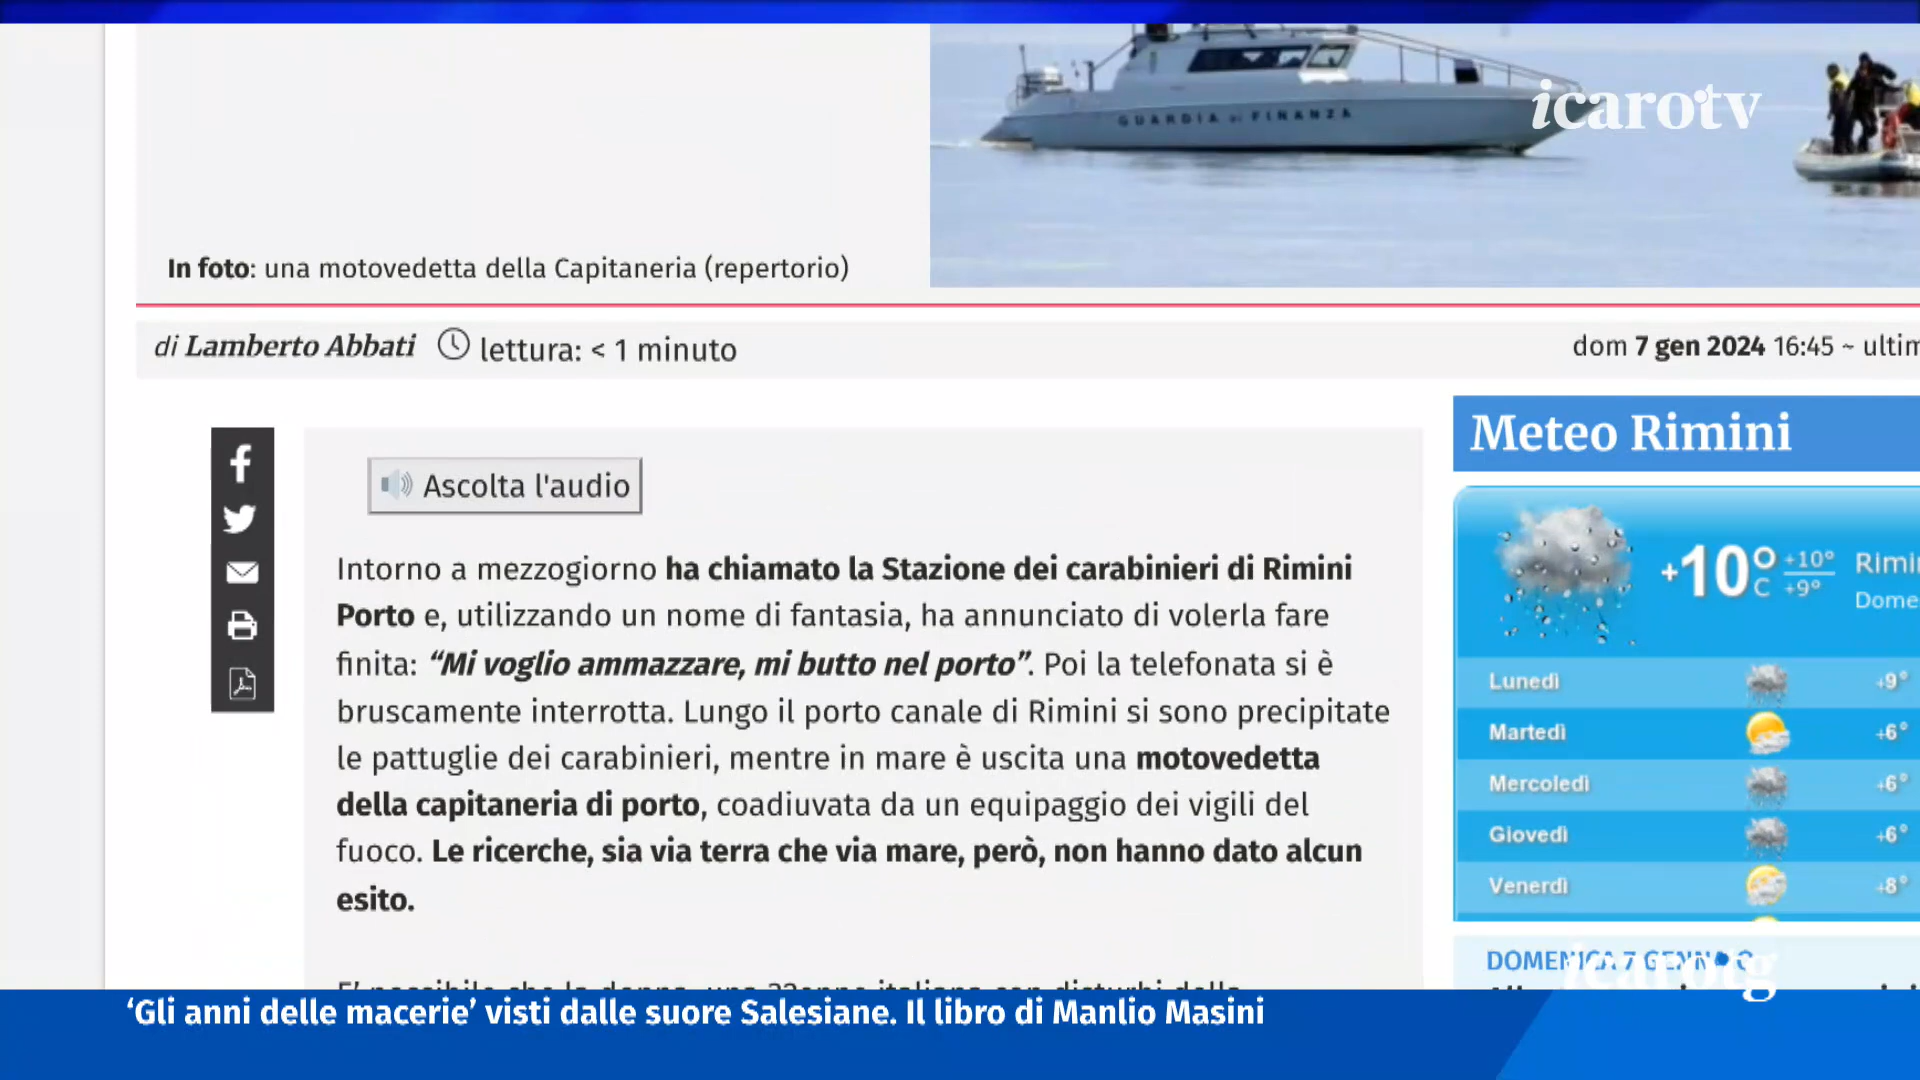 GUARDIA DI FINANZA
icarotv
In foto: una motovedetta della Capitaneria (repertorio)
di Lamberto Abbati lettura: < 1 minuto
dom 7 gen 2024 16:45 ~ ultim
Ascolta l'audio
Intorno a mezzogiorno ha chiamato la Stazione dei carabinieri di Rimini
Porto e, utilizzando un nome di fantasia, ha annunciato di volerla fare
finita: “Mi voglio ammazzare, mi butto nel porto”. Poi la telefonata si è
bruscamente interrotta. Lungo il porto canale di Rimini si sono precipitate
le pattuglie dei carabinieri, mentre in mare è uscita una motovedetta
della capitaneria di porto, coadiuvata da un equipaggio dei vigili del
fuoco. Le ricerche, sia via terra che via mare, però, non hanno dato alcun
esito.
Meteo Rimini
+10° C +10° +9° Rimi
Dome
Lunedì +9°
Martedì +6°
Mercoledì +6°
Giovedì +6°
Venerdì +8°
DOMENICA 7 GENNAIO
icarotg
‘Gli anni delle macerie’ visti dalle suore Salesiane. Il libro di Manlio Masini